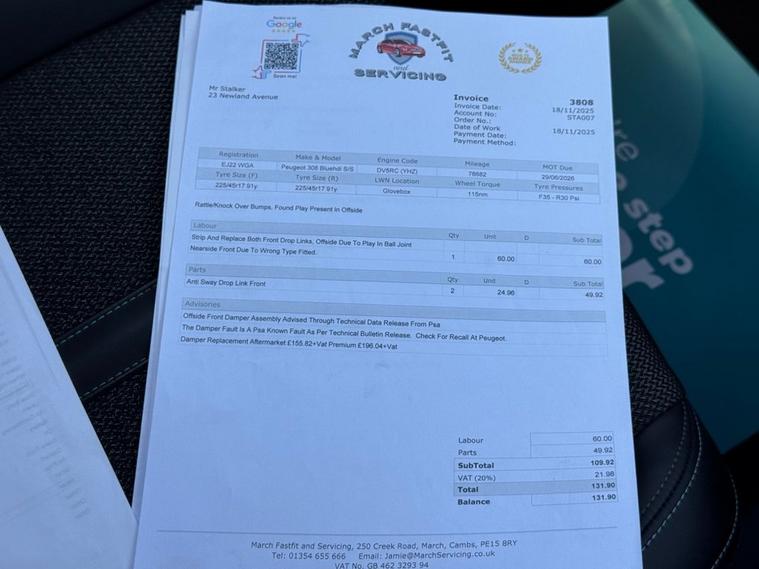 Google
Scan me!
MARCH FASTFIT
and
SERVICING
Mr Stalker
23 Newland Avenue
Invoice 3808
Invoice Date: 18/11/2025
Account No: STA007
Order No.:
Date of Work 18/11/2025
Payment Date:
Payment Method:
Registration Make & Model Engine Code Mileage MOT Due
EJ22 WGA Peugeot 308 Bluehdi S/S DV5RC (YHZ) 78682 29/06/2026
Tyre Size (F) Tyre Size (R) LWN Location Wheel Torque Tyre Pressures
225/45r17 91y 225/45r17 91y Glovebox 115nm F35 - R30 Psi
Rattle/Knock Over Bumps. Found Play Present In Offside
Labour Qty Unit D Sub Total
Strip And Replace Both Front Drop Links, Offside Due To Play In Ball Joint
Nearside Front Due To Wrong Type Fitted. 1 60.00 60.00
Parts Qty Unit D Sub Total
Anti Sway Drop Link Front 2 24.96 49.92
Advisories
Offside Front Damper Assembly Advised Through Technical Data Release From Psa
The Damper Fault Is A Psa Known Fault As Per Technical Bulletin Release. Check For Recall At Peugeot.
Damper Replacement Aftermarket £155.82+Vat Premium £196.04+Vat
Labour 60.00
Parts 49.92
SubTotal 109.92
VAT (20%) 21.98
Total 131.90
Balance 131.90
March Fastfit and Servicing, 250 Creek Road, March, Cambs, PE15 8RY
Tel: 01354 655 666 Email: Jamie@MarchServicing.co.uk
VAT No. GB 462 3293 94
step